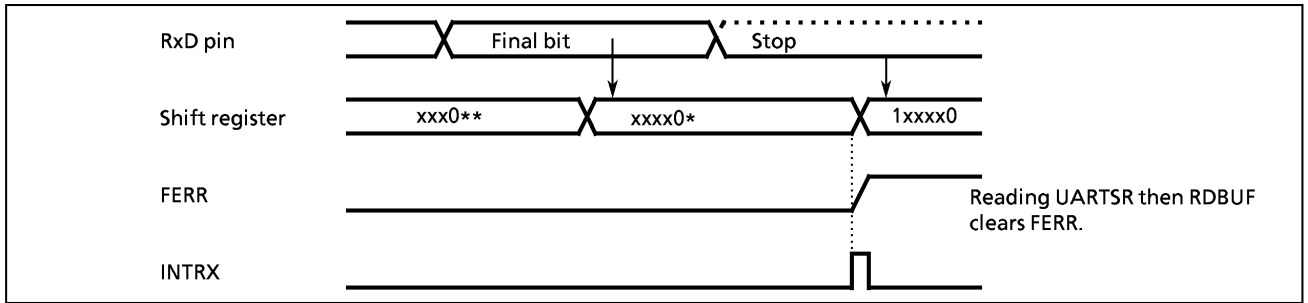 RxD pin Final bit Stop
Shift register xxx0** xxxx0* 1xxxx0
FERR
Reading UARTSR then RDBUF
clears FERR.
INTRX